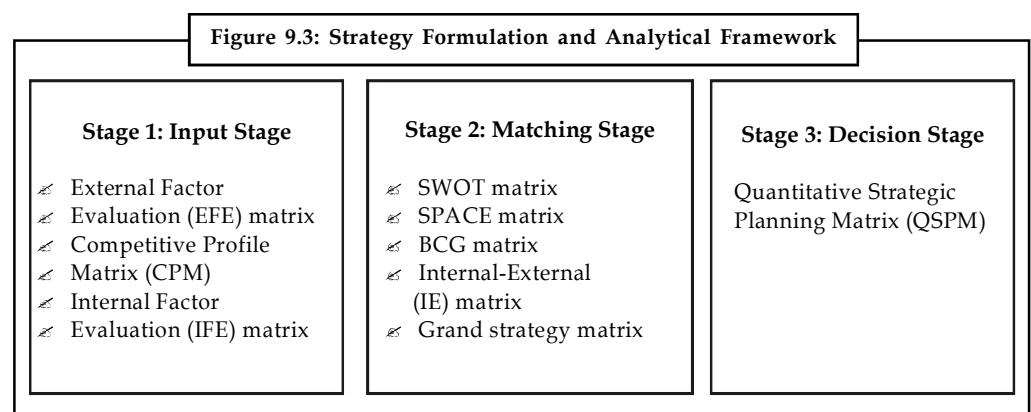 Figure 9.3: Strategy Formulation and Analytical Framework
Stage 1: Input Stage
External Factor
Evaluation (EFE) matrix
Competitive Profile
Matrix (CPM)
Internal Factor
Evaluation (IFE) matrix
Stage 2: Matching Stage
SWOT matrix
SPACE matrix
BCG matrix
Internal-External
(IE) matrix
Grand strategy matrix
Stage 3: Decision Stage
Quantitative Strategic
Planning Matrix (QSPM)